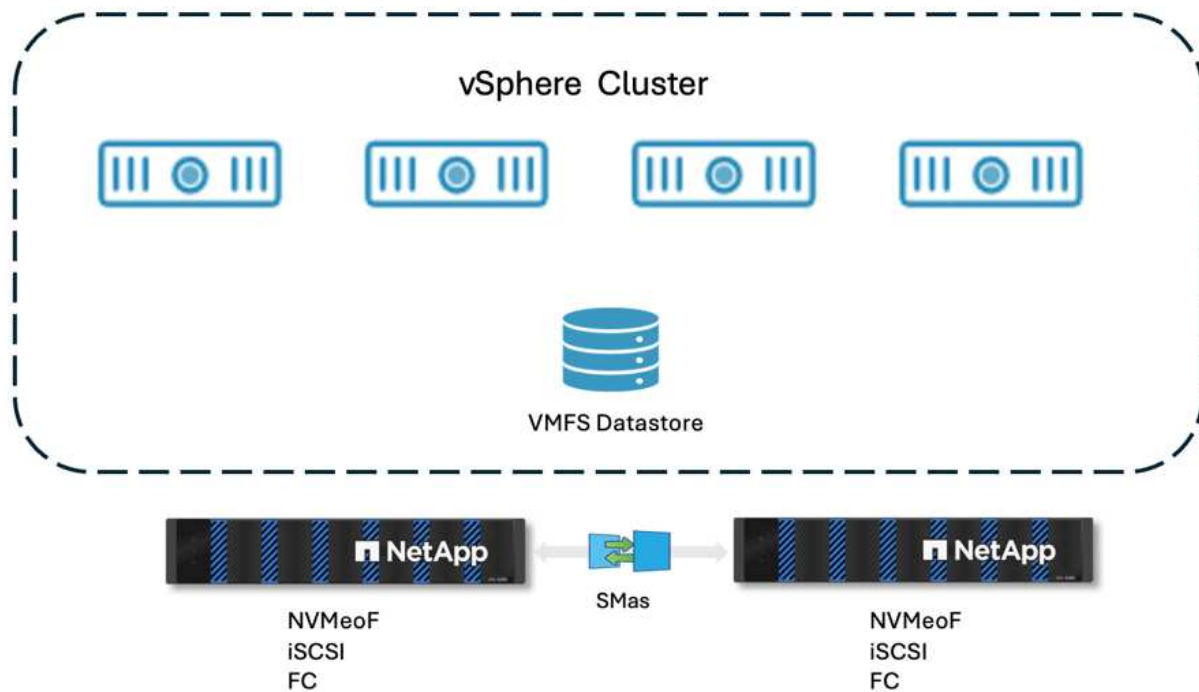 vSphere Cluster
VMFS Datastore
NetApp
NetApp
SMas
NVMeoF
iSCSI
FC
NVMeoF
iSCSI
FC